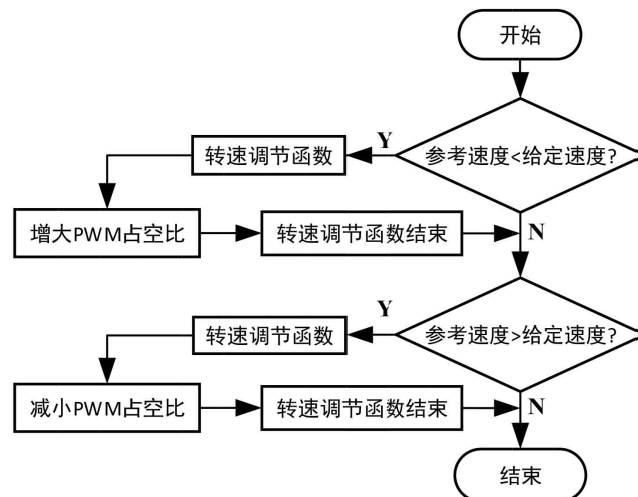 开始
参考速度<给定速度?
Y
转速调节函数
增大PWM占空比
转速调节函数结束
N
参考速度>给定速度?
Y
转速调节函数
减小PWM占空比
转速调节函数结束
N
结束